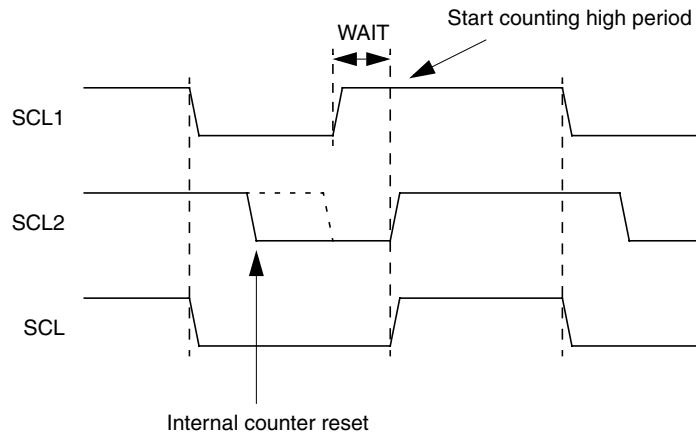 Start counting high period
WAIT
SCL1
SCL2
SCL
Internal counter reset